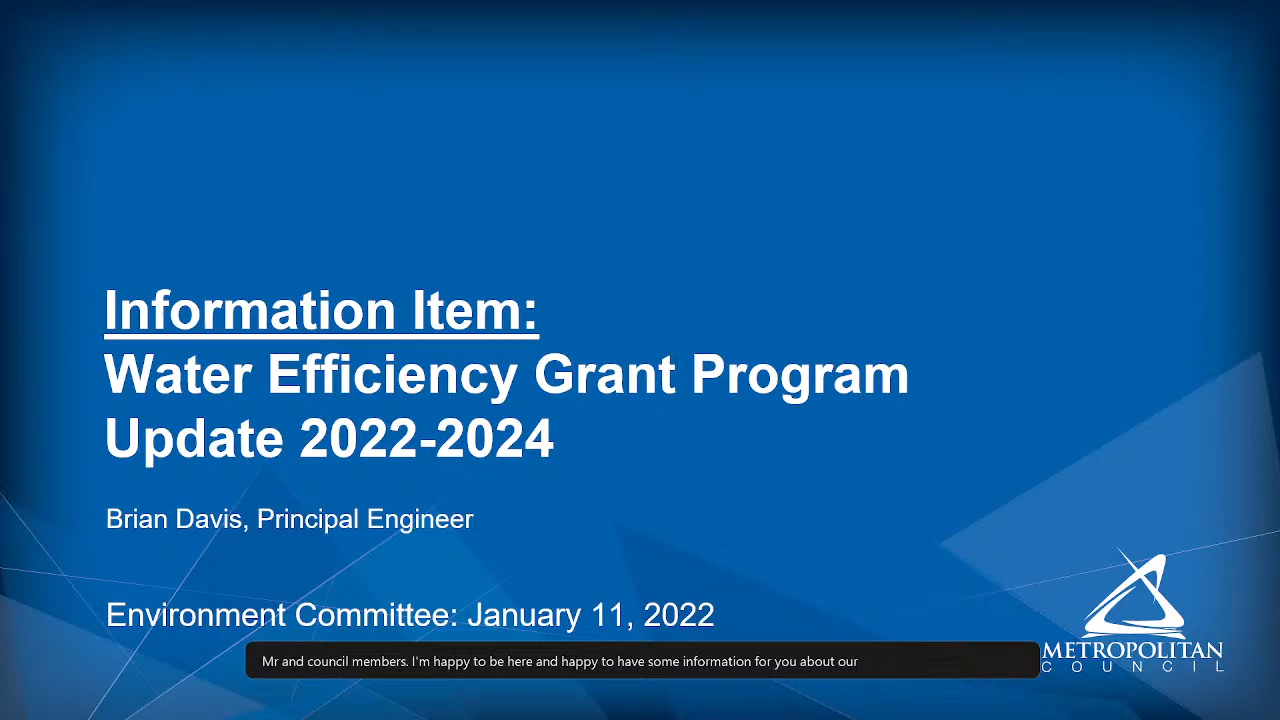 Information Item:
Water Efficiency Grant Program
Update 2022-2024
Brian Davis, Principal Engineer
Environment Committee: January 11, 2022
Mr and council members. I'm happy to be here and happy to have some information for you about our
METROPOLITAN
COUNCIL